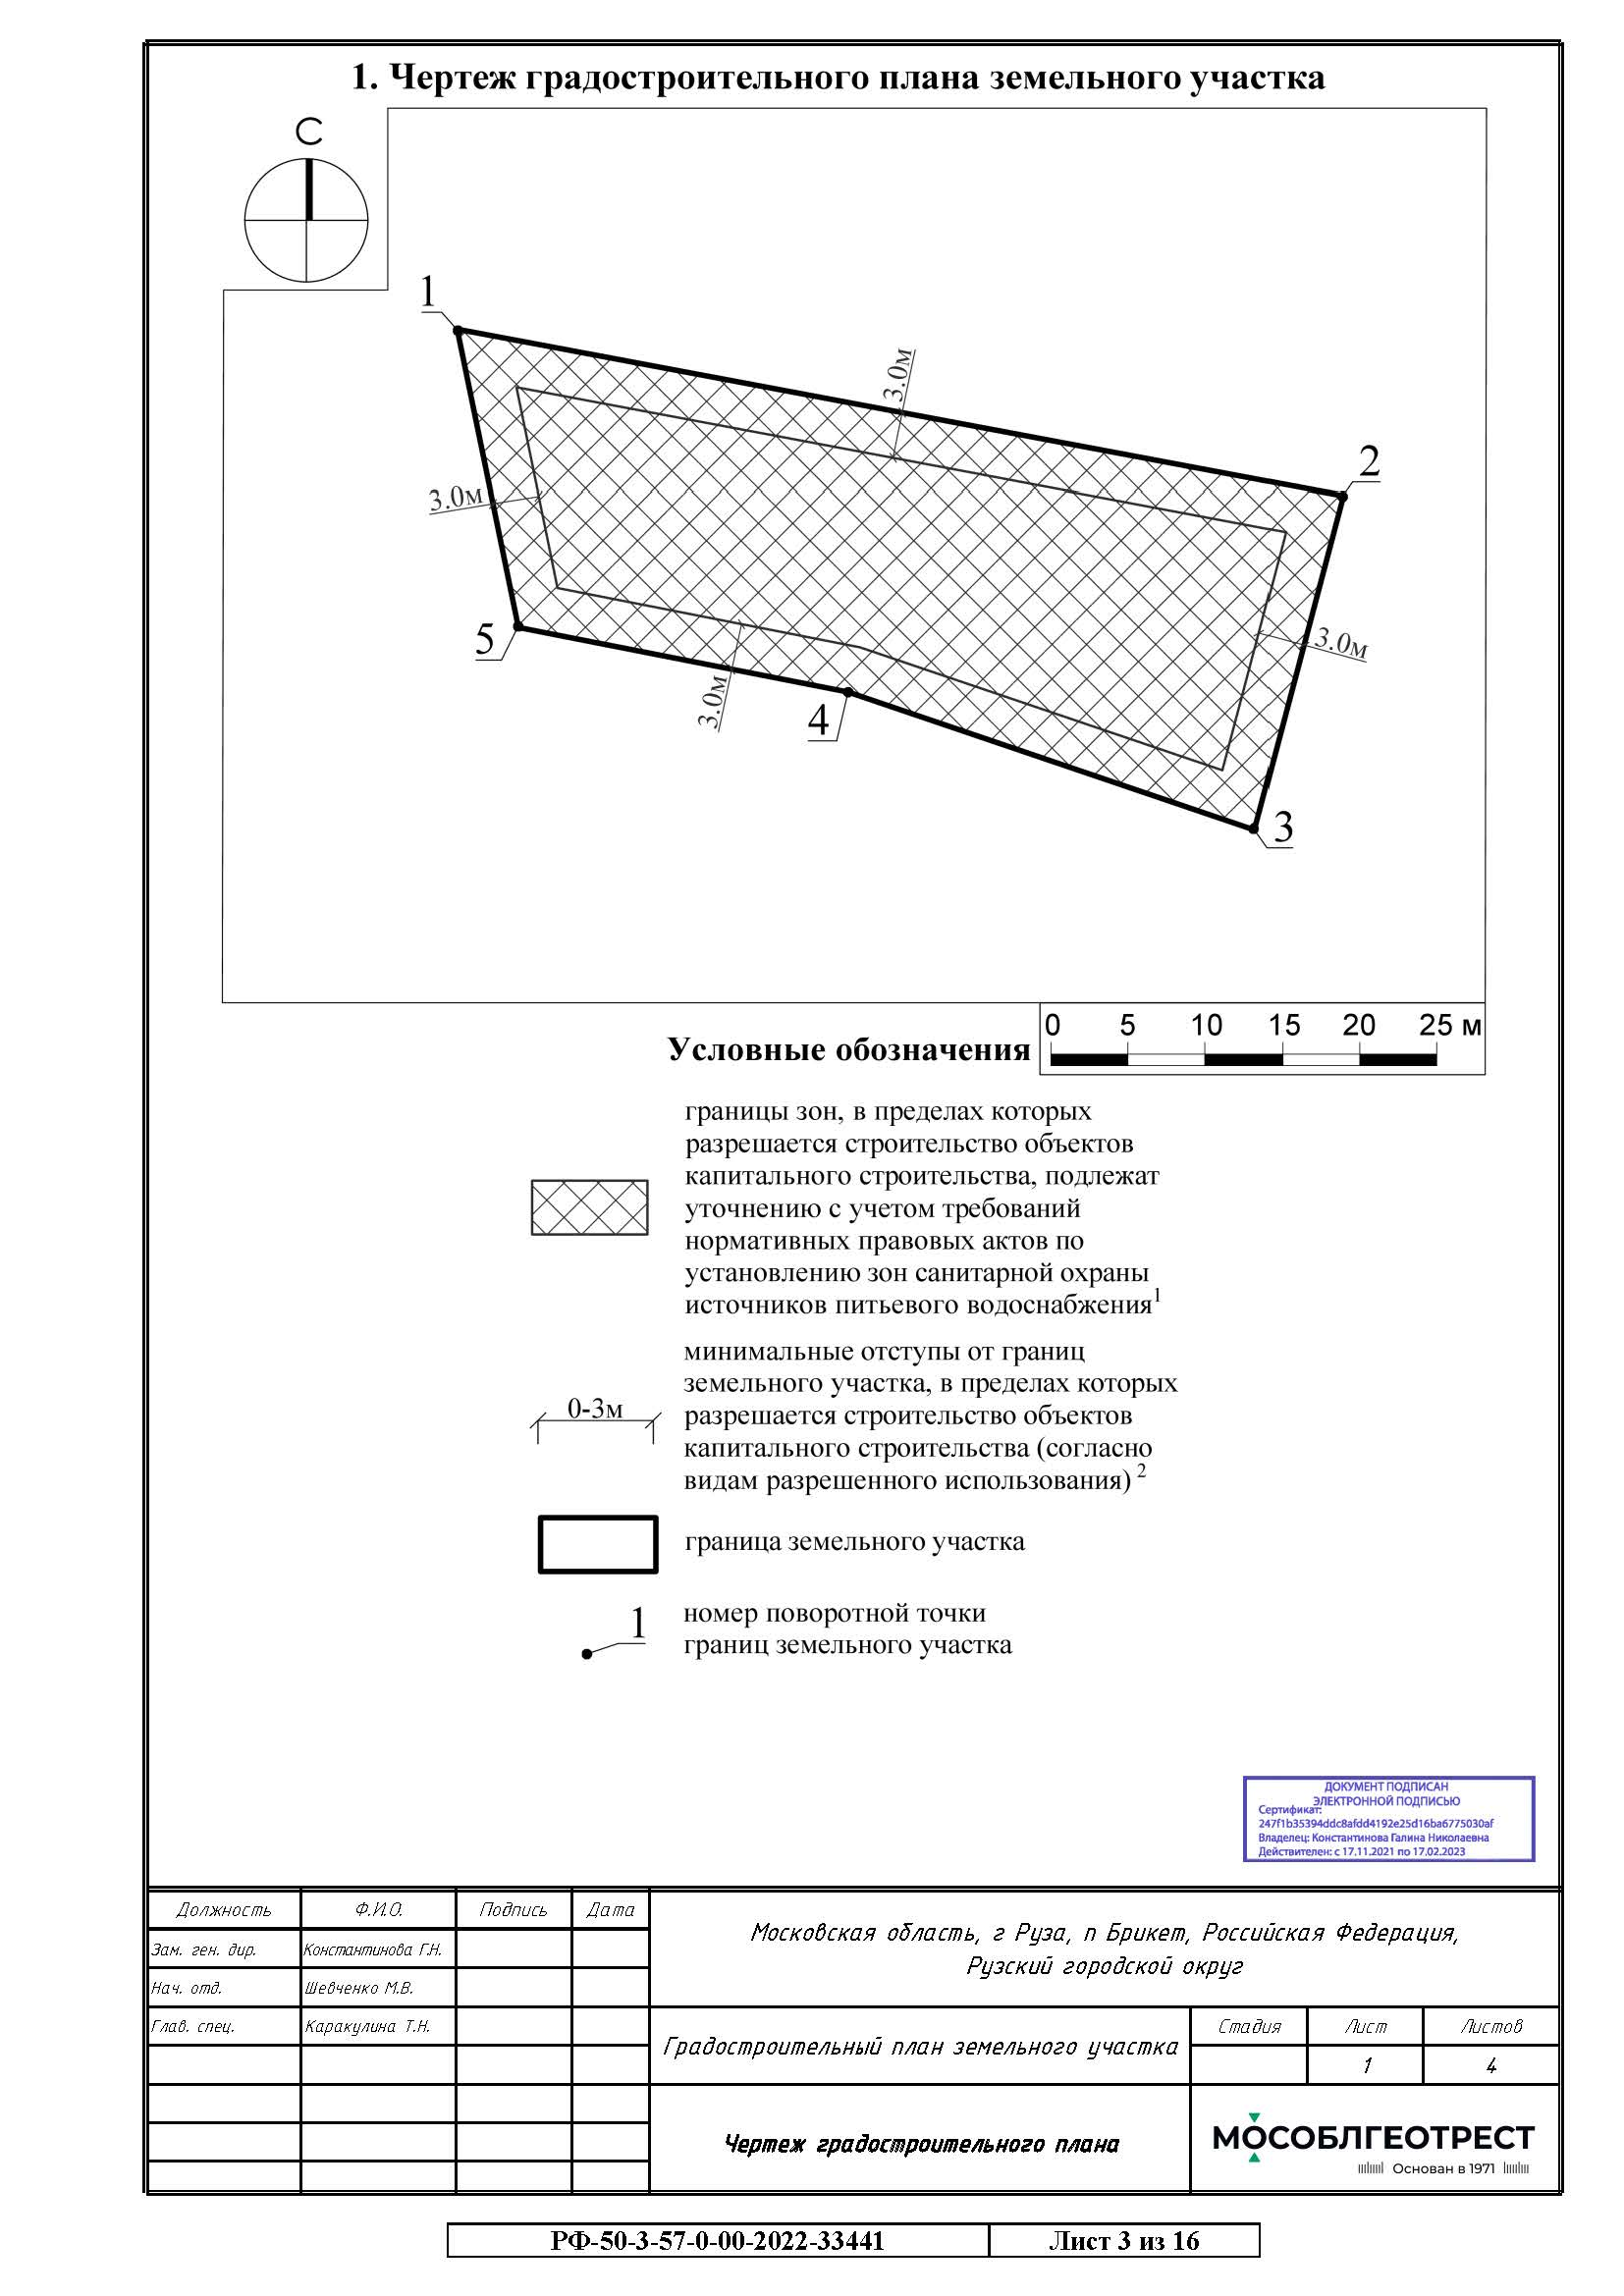 1. Чертеж градостроительного плана земельного участка
С
1
3.0м
2
3.0м
5
3.0м
4
3.0м
3
0 5 10 15 20 25 м
Условные обозначения
границы зон, в пределах которых
разрешается строительство объектов
капитального строительства, подлежат
уточнению с учетом требований
нормативных правовых актов по
установлению зон санитарной охраны
источников питьевого водоснабжения¹
минимальные отступы от границ
земельного участка, в пределах которых
0-3м
разрешается строительство объектов
капитального строительства (согласно
видам разрешенного использования) ²
граница земельного участка
1
номер поворотной точки
границ земельного участка
ДОКУМЕНТ ПОДПИСАН
ЭЛЕКТРОННОЙ ПОДПИСЬЮ
Сертификат:
247f1b35394ddc8afdd4192e25d16ba6775030af
Владелец: Константинова Галина Николаевна
Действителен: с 17.11.2021 по 17.02.2023
Должность Ф.И.О. Подпись Дата
Зам. ген. дир. Константинова Г.Н.
Нач. отд. Шевченко М.В.
Глав. спец. Каракулина Т.Н.
Московская область, г Руза, п Брикет, Российская Федерация,
Рузский городской округ
Градостроительный план земельного участка
Стадия Лист Листов
1 4
Чертеж градостроительного плана
МОСОБЛГЕОТРЕСТ
Основан в 1971
РФ-50-3-57-0-00-2022-33441 Лист 3 из 16